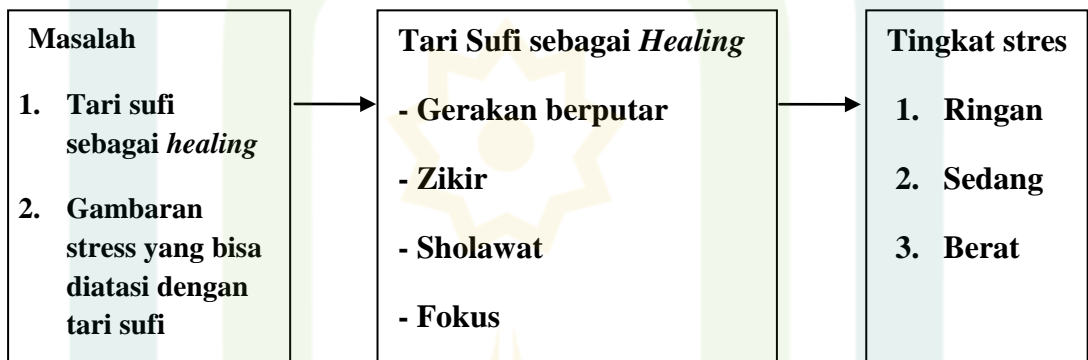 Masalah
1. Tari sufi
sebagai healing
2. Gambaran
stress yang bisa
diatasi dengan
tari sufi
Tari Sufi sebagai Healing
- Gerakan berputar
- Zikir
- Sholawat
- Fokus
Tingkat stres
1. Ringan
2. Sedang
3. Berat